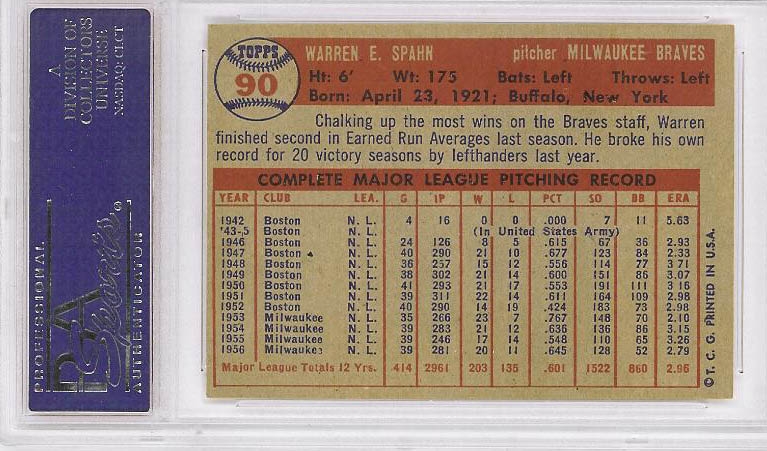 A
DIVISION OF
COLLECTORS
UNIVERSE
NASDAQ: CLCT
PROFESSIONAL
PSA
Sports ®
AUTHENTICATOR
TOPPS
90
WARREN E. SPAHN pitcher MILWAUKEE BRAVES
Ht: 6' Wt: 175 Bats: Left Throws: Left
Born: April 23, 1921; Buffalo, New York
Chalking up the most wins on the Braves staff, Warren
finished second in Earned Run Averages last season. He broke his own
record for 20 victory seasons by lefthanders last year.
COMPLETE MAJOR LEAGUE PITCHING RECORD
YEAR CLUB LEA. G IP W L PCT SO BB ERA
1942 Boston N. L. 4 16 0 0 .000 7 11 5.63
'43-.5 Boston N. L. (In United States Army)
1946 Boston N. L. 24 126 8 5 .615 67 36 2.93
1947 Boston N. L. 40 290 21 10 .677 123 84 2.33
1948 Boston N. L. 36 257 15 12 .556 114 77 3 71
1949 Boston N. L. 38 302 21 14 .600 151 86 3.07
1950 Boston N. L. 41 293 21 17 .553 191 111 3 16
1951 Boston N. L. 39 311 22 14 .611 164 109 2.98
1952 Boston N. L. 40 290 14 19 .424 183 73 2.98
1953 Milwaukee N. L. 35 266 23 7 .767 148 70 2.10
1954 Milwaukee N. L. 39 283 21 12 .636 136 86 3.15
1955 Milwaukee N. L. 39 246 17 14 .548 110 65 3.26
1956 Milwaukee N. L. 39 281 20 11 .645 128 52 2.79
Major League Totals 12 Yrs. 414 2961 203 135 .601 1522 860 2.96
© T. C. G. PRINTED IN U.S.A.